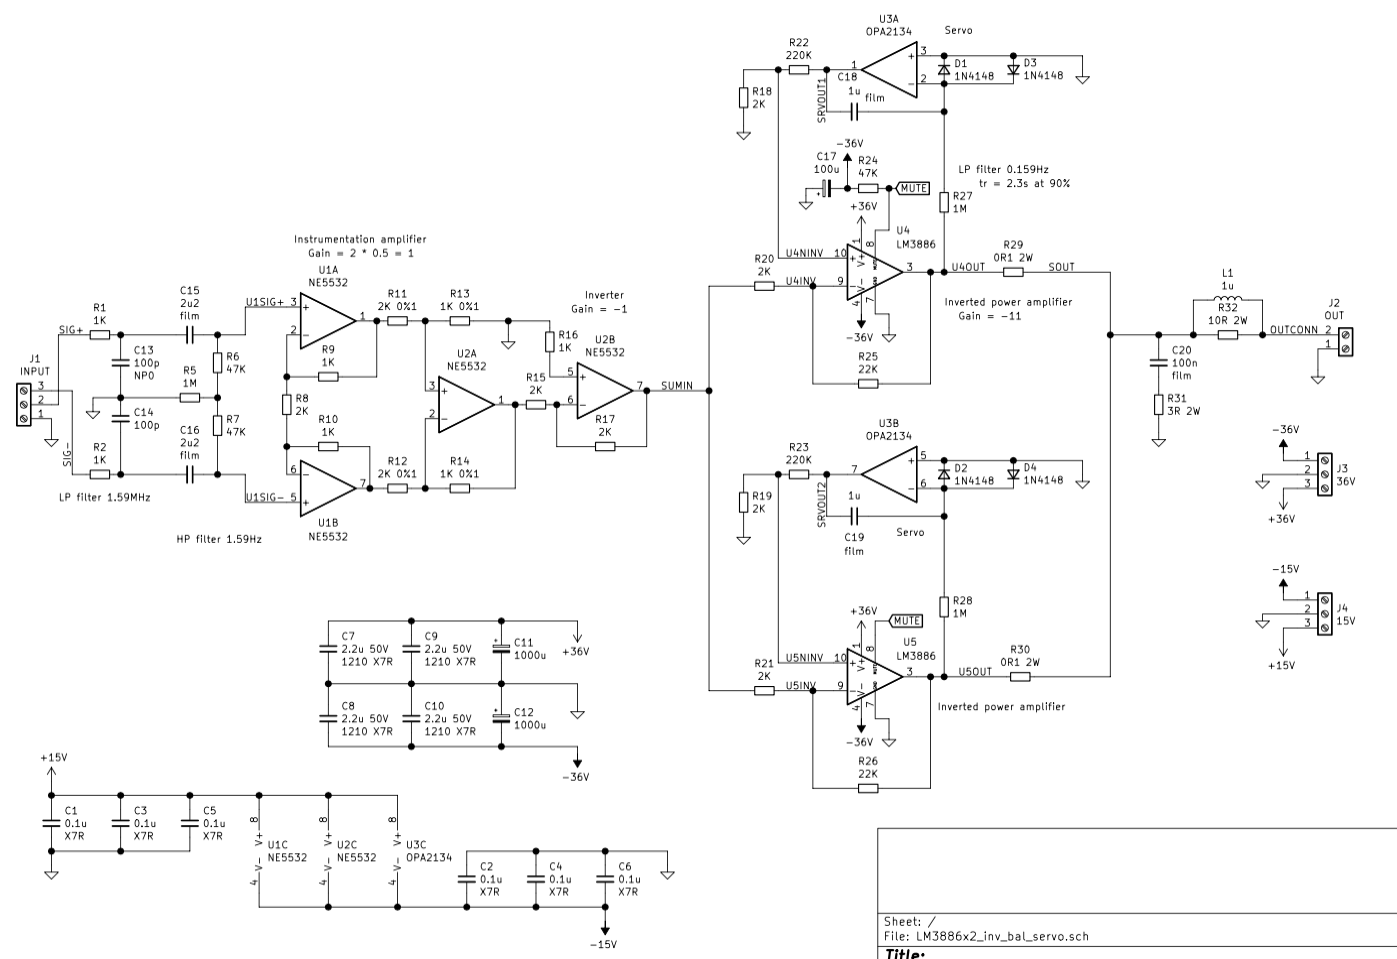 U3A
OPA2134
Servo
R22
220K
3
1
2
C18
1u
film
D1
1N4148
D3
1N4148
R18
2K
SRVOUT1
-36V
C17
100u
R24
47K
MUTE
+36V
LP filter 0.159Hz
tr = 2.3s at 90%
R27
1M
U4
LM3886
R20
2K
U4NINV
10
U4INV
9
V+
1
8
MUTE
V-
4
7
3
U4OUT
R29
0R1 2W
SOUT
-36V
Inverted power amplifier
Gain = -11
R25
22K
Instrumentation amplifier
Gain = 2 * 0.5 = 1
U1A
NE5532
C15
2u2
film
U1SIG+
3
2
1
R11
2K 0%1
R13
1K 0%1
Inverter
Gain = -1
R1
1K
SIG+
J1
INPUT
3
2
1
C13
100p
NP0
R5
1M
R6
47K
R9
1K
R8
2K
R10
1K
U2A
NE5532
3
2
1
R15
2K
R16
1K
U2B
NE5532
5
6
7
SUMIN
R17
2K
C14
100p
R7
47K
SIG-
R2
1K
C16
2u2
film
U1SIG-
6
5
7
R12
2K 0%1
R14
1K 0%1
U1B
NE5532
LP filter 1.59MHz
HP filter 1.59Hz
L1
1u
R32
10R 2W
OUTCONN
J2
OUT
2
1
C20
100n
film
R31
3R 2W
-36V
1
2
3
J3
36V
+36V
-15V
1
2
3
J4
15V
+15V
U3B
OPA2134
R23
220K
7
5
6
D2
1N4148
D4
1N4148
R19
2K
SRVOUT2
1u
C19
film
Servo
R28
1M
+36V
MUTE
U5
LM3886
R21
2K
U5NINV
10
U5INV
9
V+
1
8
MUTE
V-
4
7
3
U5OUT
R30
0R1 2W
-36V
Inverted power amplifier
R26
22K
C7
2.2u 50V
1210 X7R
C9
2.2u 50V
1210 X7R
C11
1000u
+36V
C8
2.2u 50V
1210 X7R
C10
2.2u 50V
1210 X7R
C12
1000u
-36V
+15V
C1
0.1u
X7R
C3
0.1u
X7R
C5
0.1u
X7R
8
V+
U1C
NE5532
V-
4
8
V+
U2C
NE5532
V-
4
8
V+
U3C
OPA2134
V-
4
C2
0.1u
X7R
C4
0.1u
X7R
C6
0.1u
X7R
-15V
Sheet: /
File: LM3886x2_inv_bal_servo.sch
Title: